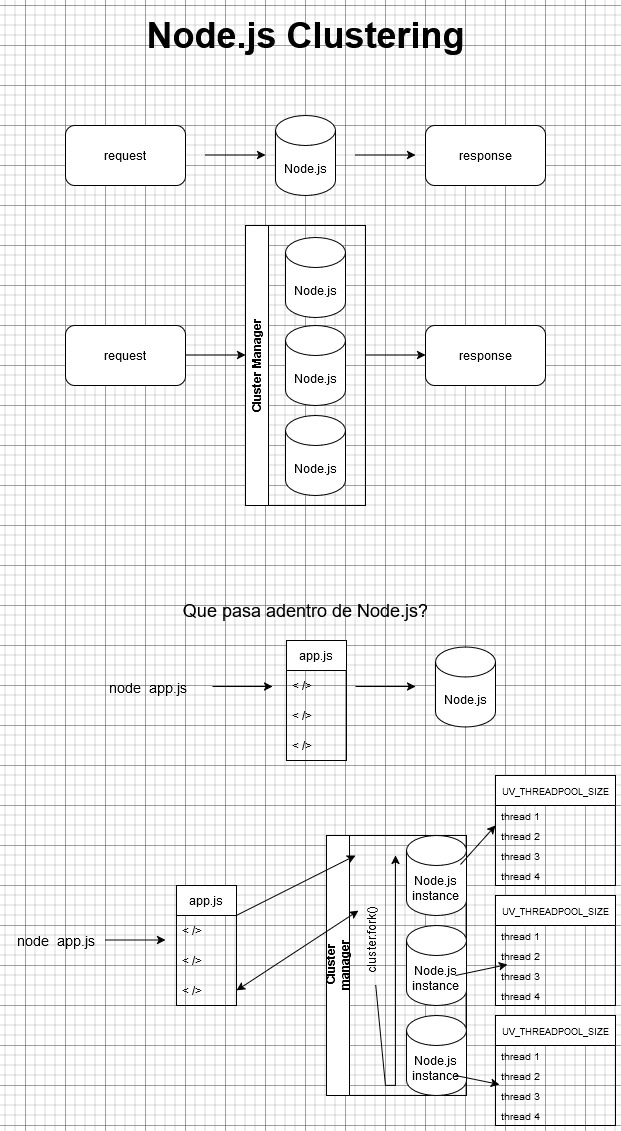 Node.js Clustering
request
Node.js
response
Node.js
request
Cluster Manager
Node.js
response
Node.js
Que pasa adentro de Node.js?
app.js
node app.js
< />
< />
< />
Node.js
UV_THREADPOOL_SIZE
thread 1
thread 2
thread 3
thread 4
node app.js
app.js
< />
< />
< />
Cluster
manager
cluster.fork()
Node.js
instance
Node.js
instance
Node.js
instance
UV_THREADPOOL_SIZE
thread 1
thread 2
thread 3
thread 4
UV_THREADPOOL_SIZE
thread 1
thread 2
thread 3
thread 4